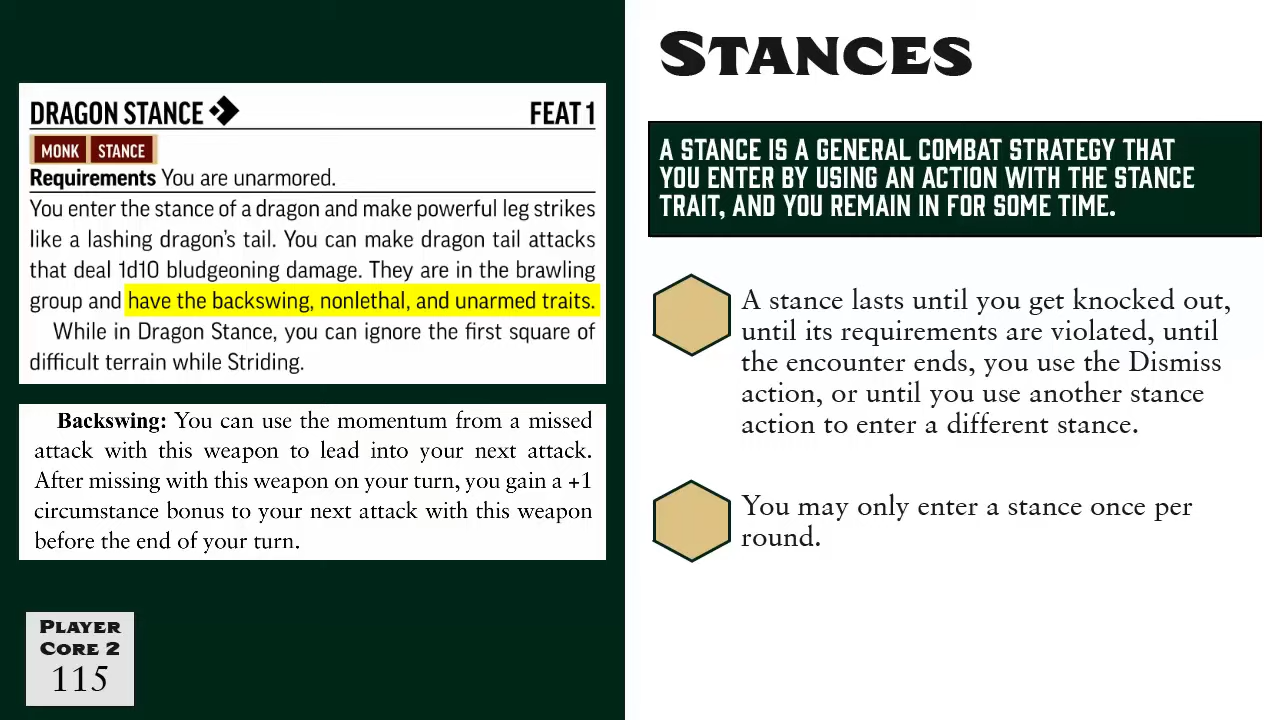 DRAGON STANCE FEAT 1
MONK STANCE
Requirements You are unarmored.
You enter the stance of a dragon and make powerful leg strikes
like a lashing dragon's tail. You can make dragon tail attacks
that deal 1d10 bludgeoning damage. They are in the brawling
group and have the backswing, nonlethal, and unarmed traits.
While in Dragon Stance, you can ignore the first square of
difficult terrain while Striding.
Backswing: You can use the momentum from a missed
attack with this weapon to lead into your next attack.
After missing with this weapon on your turn, you gain a +1
circumstance bonus to your next attack with this weapon
before the end of your turn.
PLAYER
CORE 2
115
STANCES
A STANCE IS A GENERAL COMBAT STRATEGY THAT
YOU ENTER BY USING AN ACTION WITH THE STANCE
TRAIT, AND YOU REMAIN IN FOR SOME TIME.
A stance lasts until you get knocked out,
until its requirements are violated, until
the encounter ends, you use the Dismiss
action, or until you use another stance
action to enter a different stance.
You may only enter a stance once per
round.